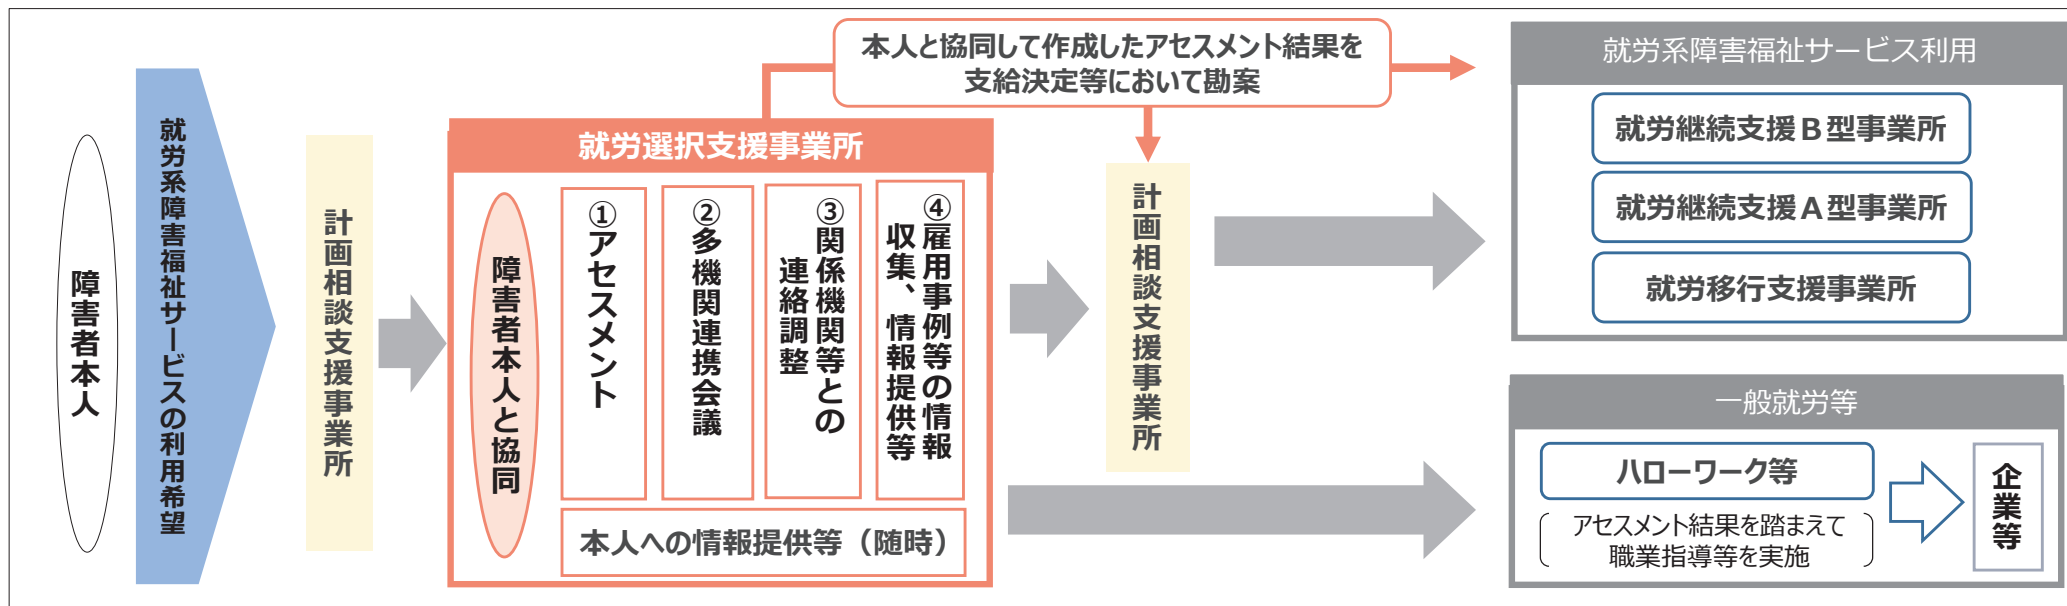 障害者本人
就労系障害福祉サービスの利用希望
計画相談支援事業所
就労選択支援事業所
障害者本人と協同
①アセスメント
②多機関連携会議
③関係機関等との
連絡調整
④雇用事例等の情報
収集、情報提供等
本人への情報提供等（随時）
本人と協同して作成したアセスメント結果を
支給決定等において勘案
計画相談支援事業所
就労系障害福祉サービス利用
就労継続支援Ｂ型事業所
就労継続支援Ａ型事業所
就労移行支援事業所
一般就労等
ハローワーク等
アセスメント結果を踏まえて
職業指導等を実施
企業等